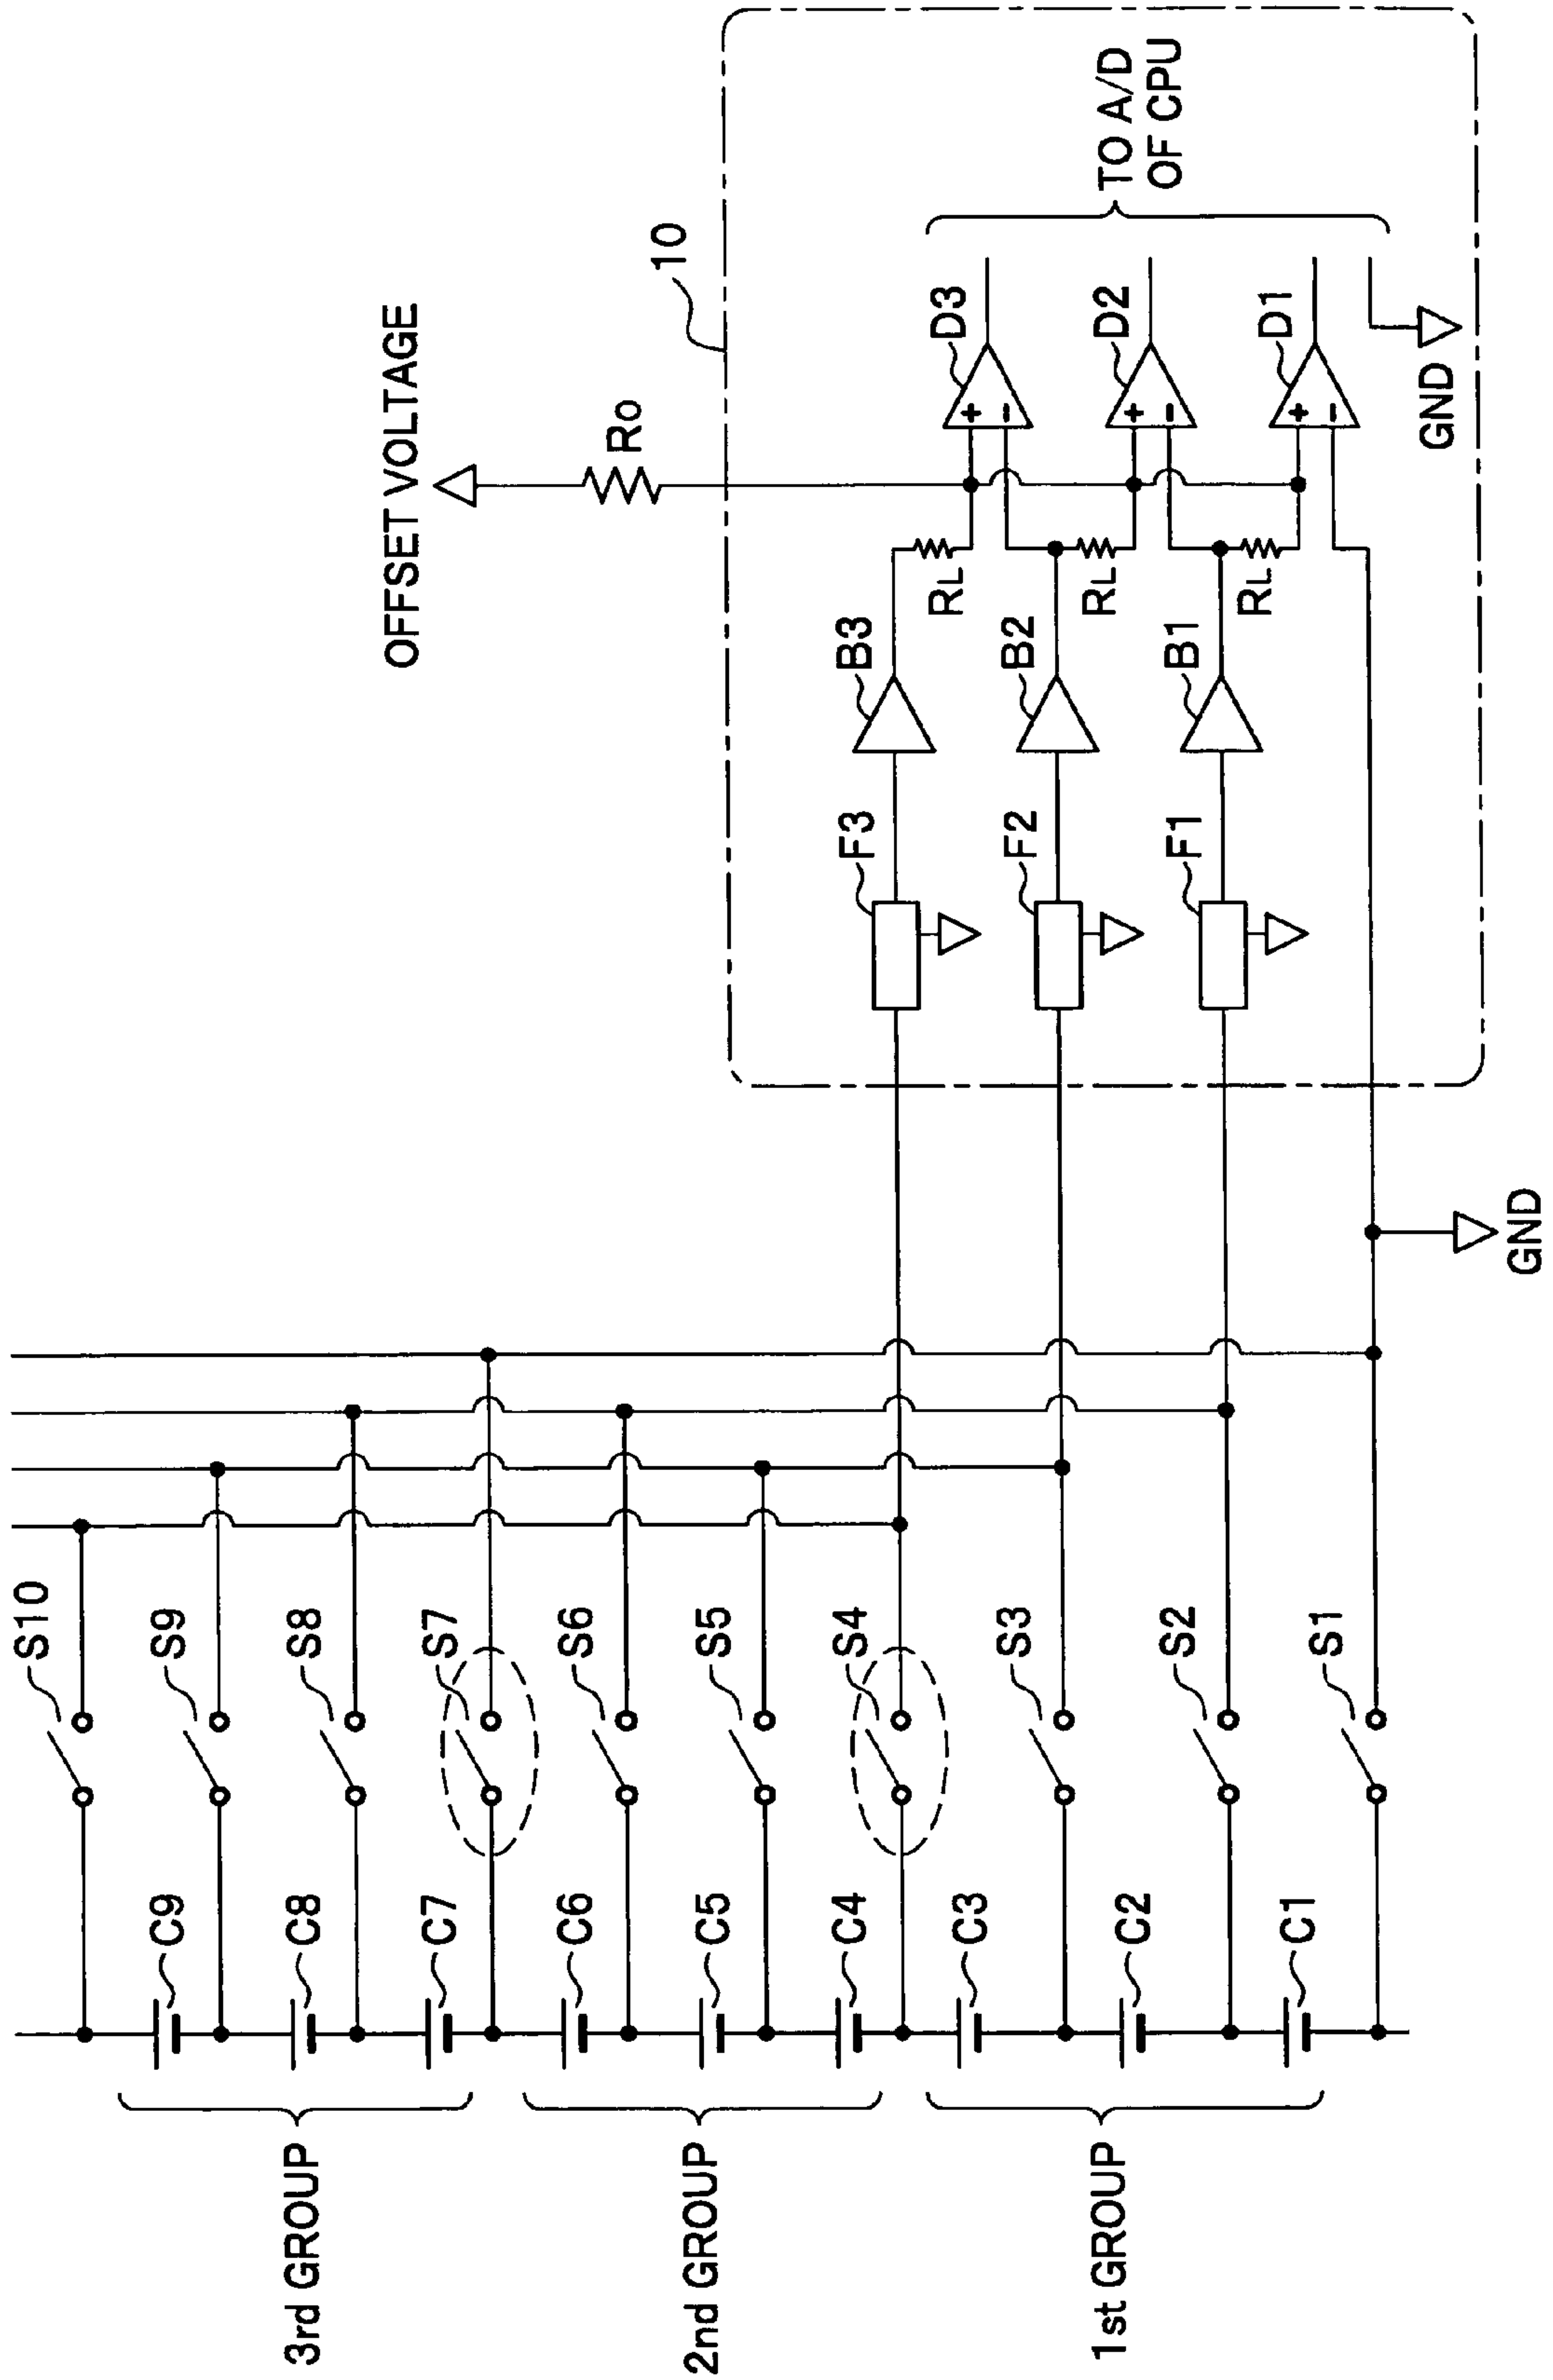 S10
S9
S8
S7
S6
S5
S4
S3
S2
S1
C9
C8
C7
C6
C5
C4
C3
C2
C1
3rd GROUP
2nd GROUP
1st GROUP
GND
OFFSET VOLTAGE
RO
10
F3
F2
F1
B3
B2
B1
RL
RL
RL
D3
D2
D1
+
-
+
-
+
-
TO A/D
OF CPU
GND